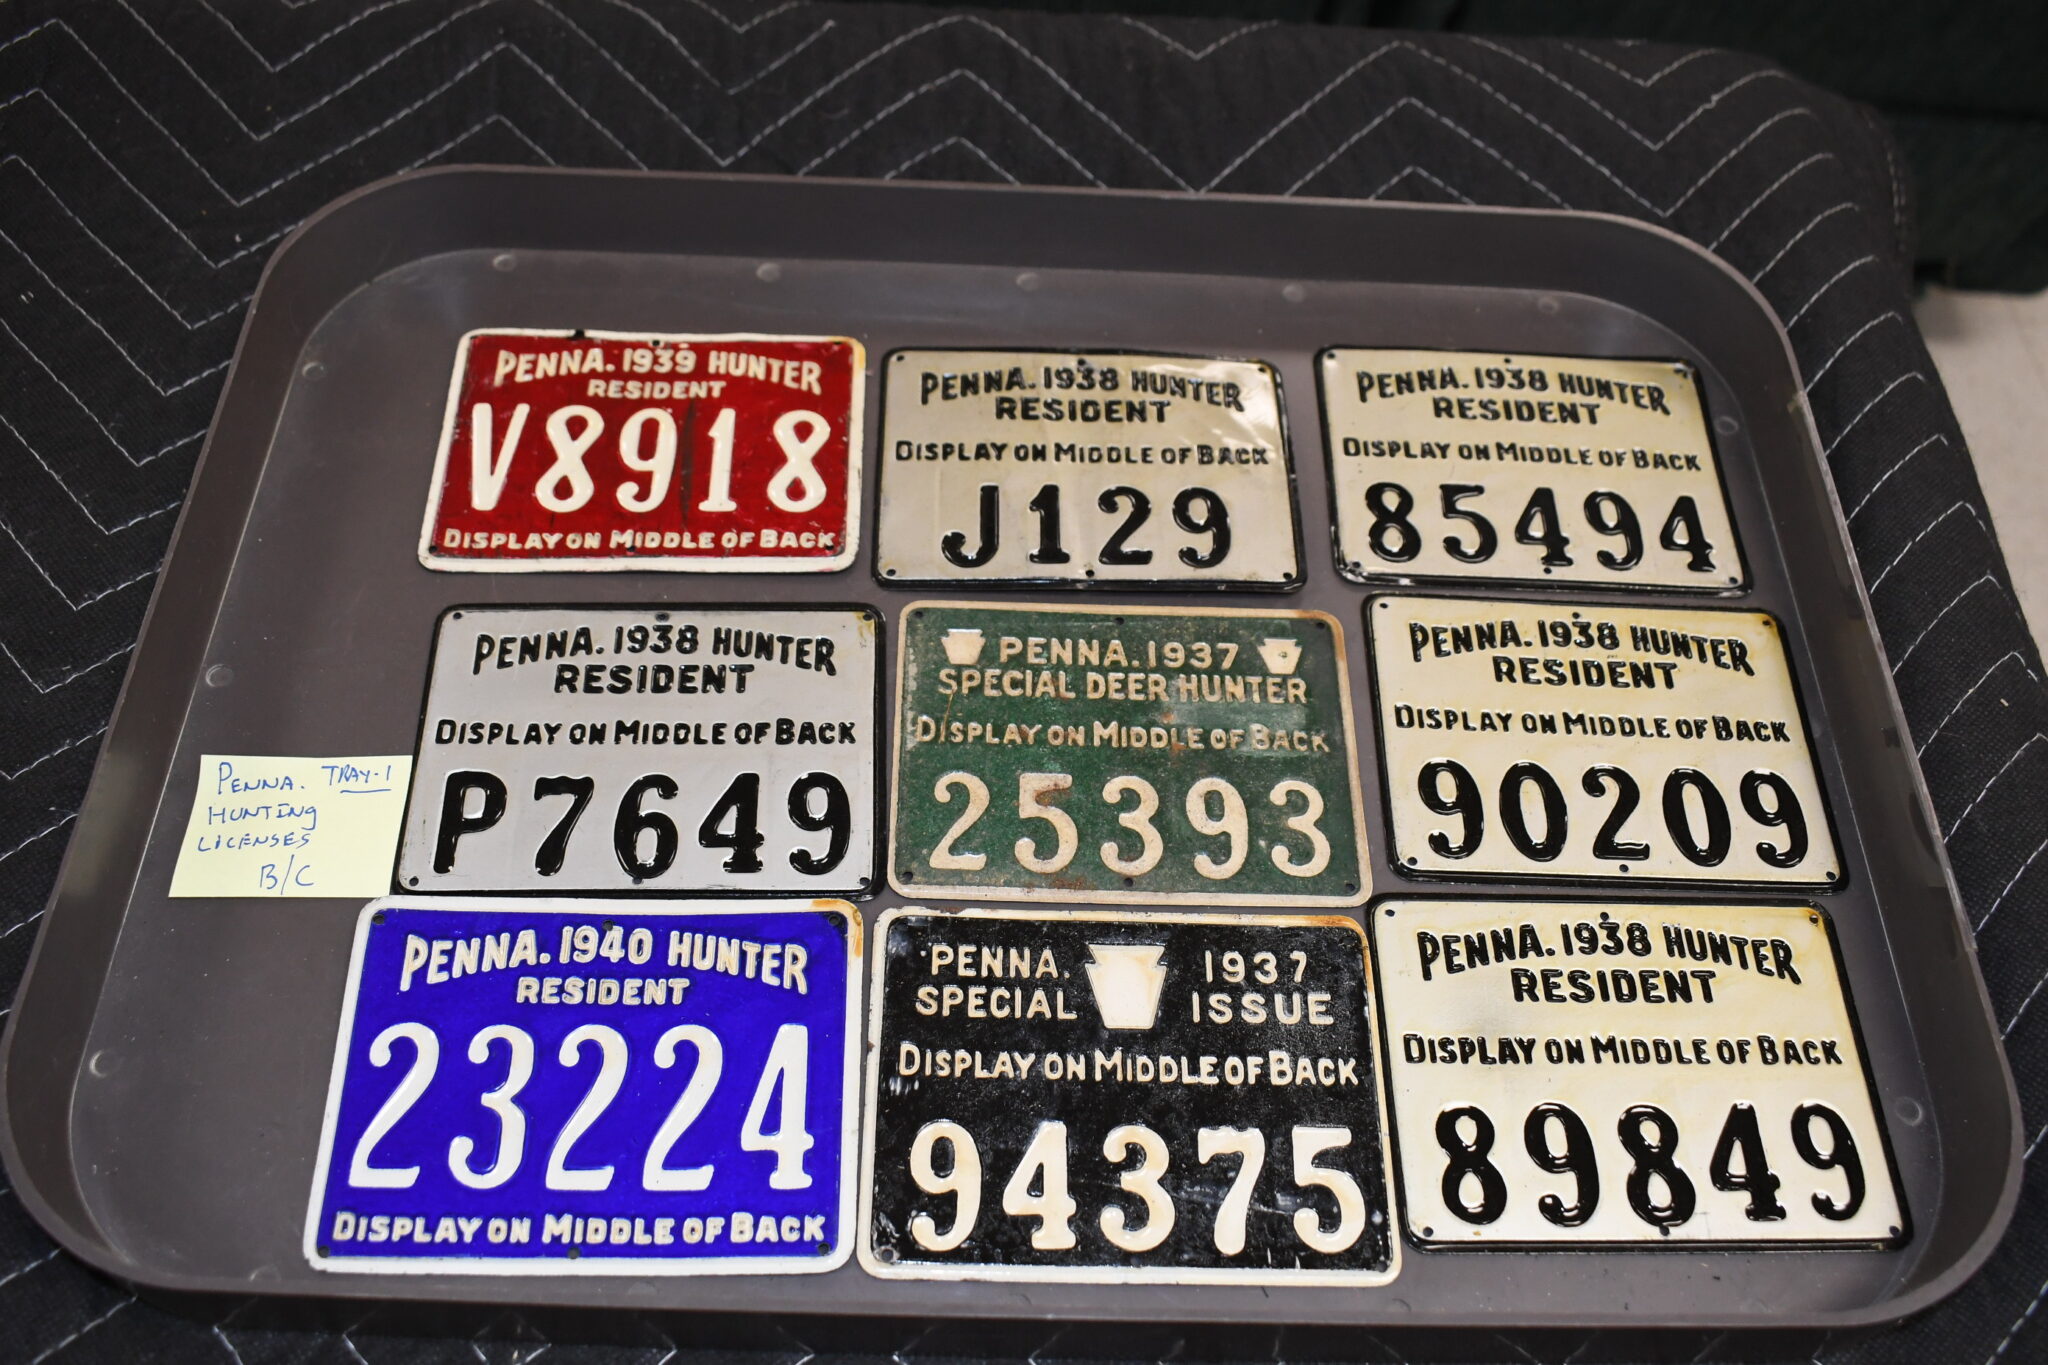 PENNA. 1939 HUNTER
RESIDENT
V8918
DISPLAY ON MIDDLE OF BACK
PENNA. 1938 HUNTER
RESIDENT
DISPLAY ON MIDDLE OF BACK
J129
PENNA. 1938 HUNTER
RESIDENT
DISPLAY ON MIDDLE OF BACK
85494
PENNA. TRAY-1
HUNTING
LICENSES
B/C
PENNA. 1938 HUNTER
RESIDENT
DISPLAY ON MIDDLE OF BACK
P7649
PENNA. 1937
SPECIAL DEER HUNTER
DISPLAY ON MIDDLE OF BACK
25393
PENNA. 1938 HUNTER
RESIDENT
DISPLAY ON MIDDLE OF BACK
90209
PENNA. 1940 HUNTER
RESIDENT
23224
DISPLAY ON MIDDLE OF BACK
PENNA. 1937
SPECIAL ISSUE
DISPLAY ON MIDDLE OF BACK
94375
PENNA. 1938 HUNTER
RESIDENT
DISPLAY ON MIDDLE OF BACK
89849